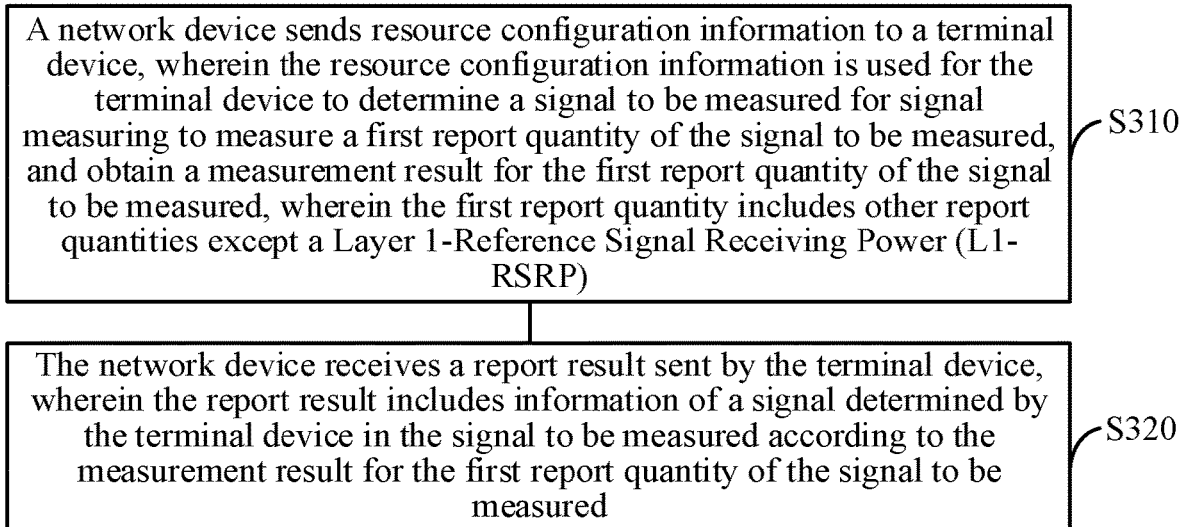 A network device sends resource configuration information to a terminal
device, wherein the resource configuration information is used for the
terminal device to determine a signal to be measured for signal
measuring to measure a first report quantity of the signal to be measured,
and obtain a measurement result for the first report quantity of the signal
to be measured, wherein the first report quantity includes other report
quantities except a Layer 1-Reference Signal Receiving Power (L1-
RSRP)
S310
The network device receives a report result sent by the terminal device,
wherein the report result includes information of a signal determined by
the terminal device in the signal to be measured according to the
measurement result for the first report quantity of the signal to be
measured
S320